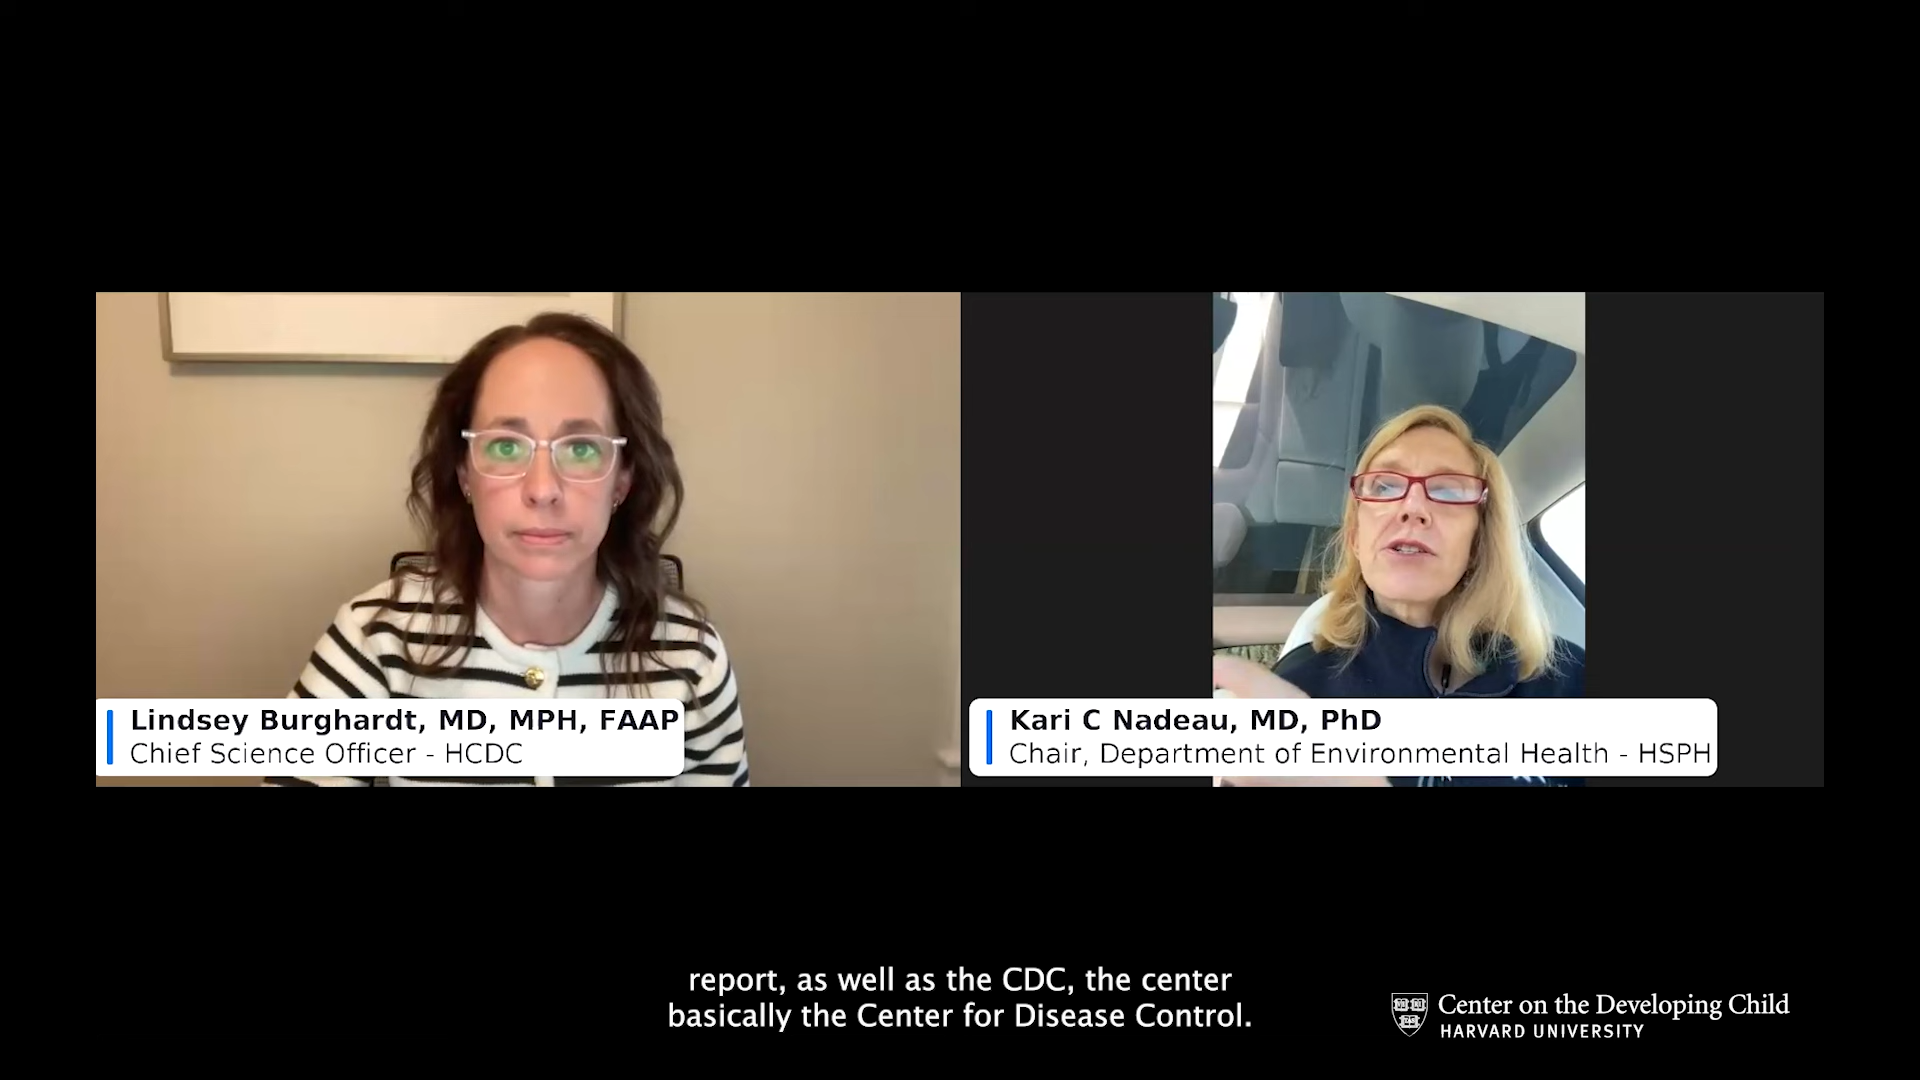 Lindsey Burghardt, MD, MPH, FAAP
Chief Science Officer - HCDC
Kari C Nadeau, MD, PhD
Chair, Department of Environmental Health - HSPH
report, as well as the CDC, the center
basically the Center for Disease Control.
Center on the Developing Child
HARVARD UNIVERSITY